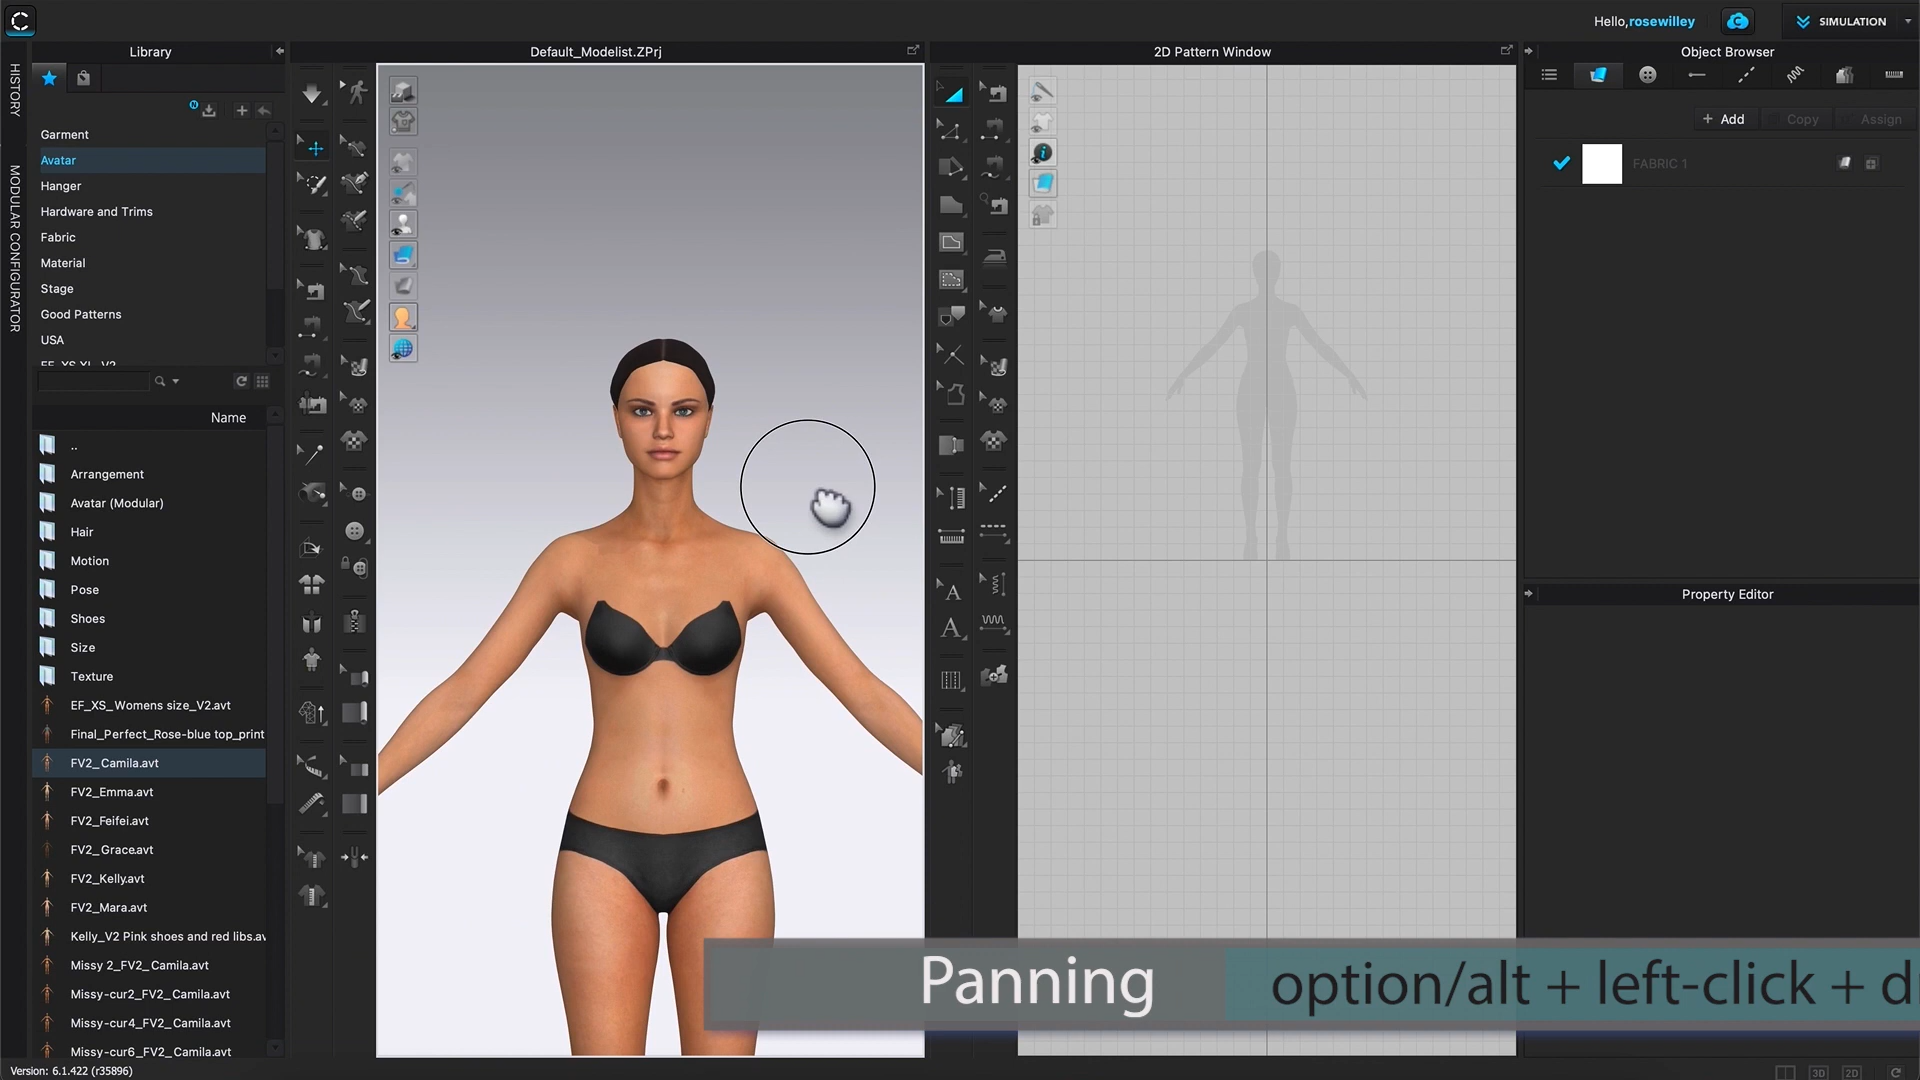 Hello,rosewilley
SIMULATION
Library
Default_Modelist.ZPrj
2D Pattern Window
Object Browser
HISTORY
MODULAR CONFIGURATOR
N
Garment
Avatar
Hanger
Hardware and Trims
Fabric
Material
Stage
Good Patterns
USA
EF_XS XL_V2
+ Add
Copy
Assign
FABRIC 1
Name
..
Arrangement
Avatar (Modular)
Hair
Motion
Pose
Shoes
Size
Texture
EF_XS_Womens size_V2.avt
Final_Perfect_Rose-blue top_print
FV2_Camila.avt
FV2_Emma.avt
FV2_Feifei.avt
FV2_Grace.avt
FV2_Kelly.avt
FV2_Mara.avt
Kelly_V2 Pink shoes and red libs.av
Missy 2_FV2_Camila.avt
Missy-cur2_FV2_Camila.avt
Missy-cur4_FV2_Camila.avt
Missy-cur6_FV2_Camila.avt
Property Editor
Panning
option/alt + left-click + d
Version: 6.1.422 (r35896)
3D
2D